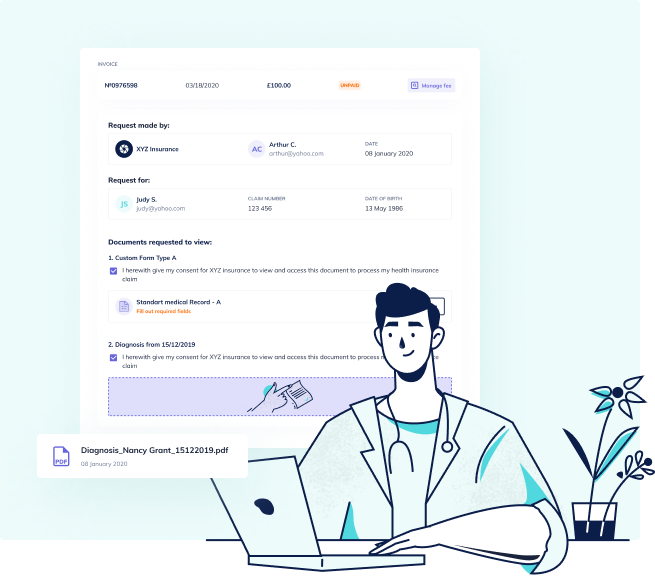 INVOICE
№0976598 03/18/2020 £100.00 UNPAID Manage fee
Request made by:
XYZ Insurance AC Arthur C. DATE
arthur@yahoo.com 08 January 2020
Request for:
JS Judy S. CLAIM NUMBER DATE OF BIRTH
judy@yahoo.com 123 456 13 May 1986
Documents requested to view:
1. Custom Form Type A
I herewith give my consent for XYZ insurance to view and access this document to process my health insurance
claim
Standart medical Record - A
Fill out required fields
2. Diagnosis from 15/12/2019
I herewith give my consent for XYZ insurance to view and access this document to process
claim
Diagnosis_Nancy Grant_15122019.pdf
PDF
08 January 2020